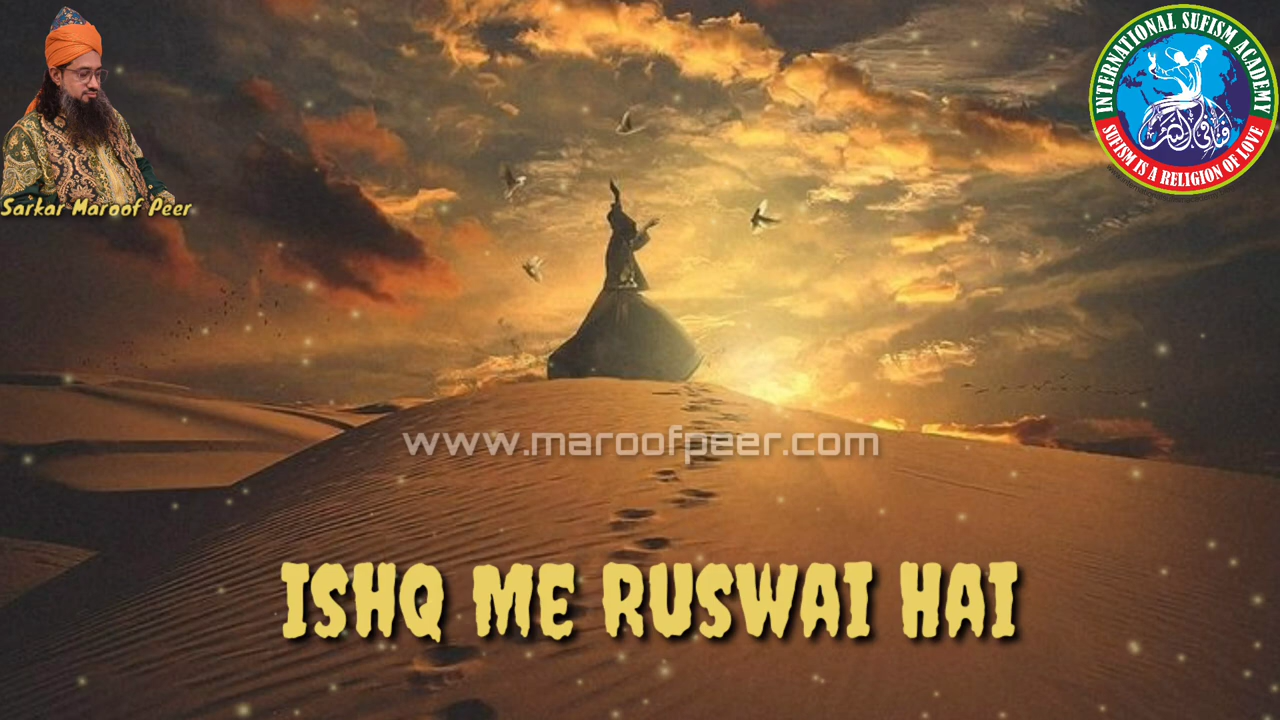 INTERNATIONAL SUFISM ACADEMY
SUFISM IS A RELIGION OF LOVE
Sarkar Maroof Peer
www.maroofpeer.com
ISHQ ME RUSWAI HAI